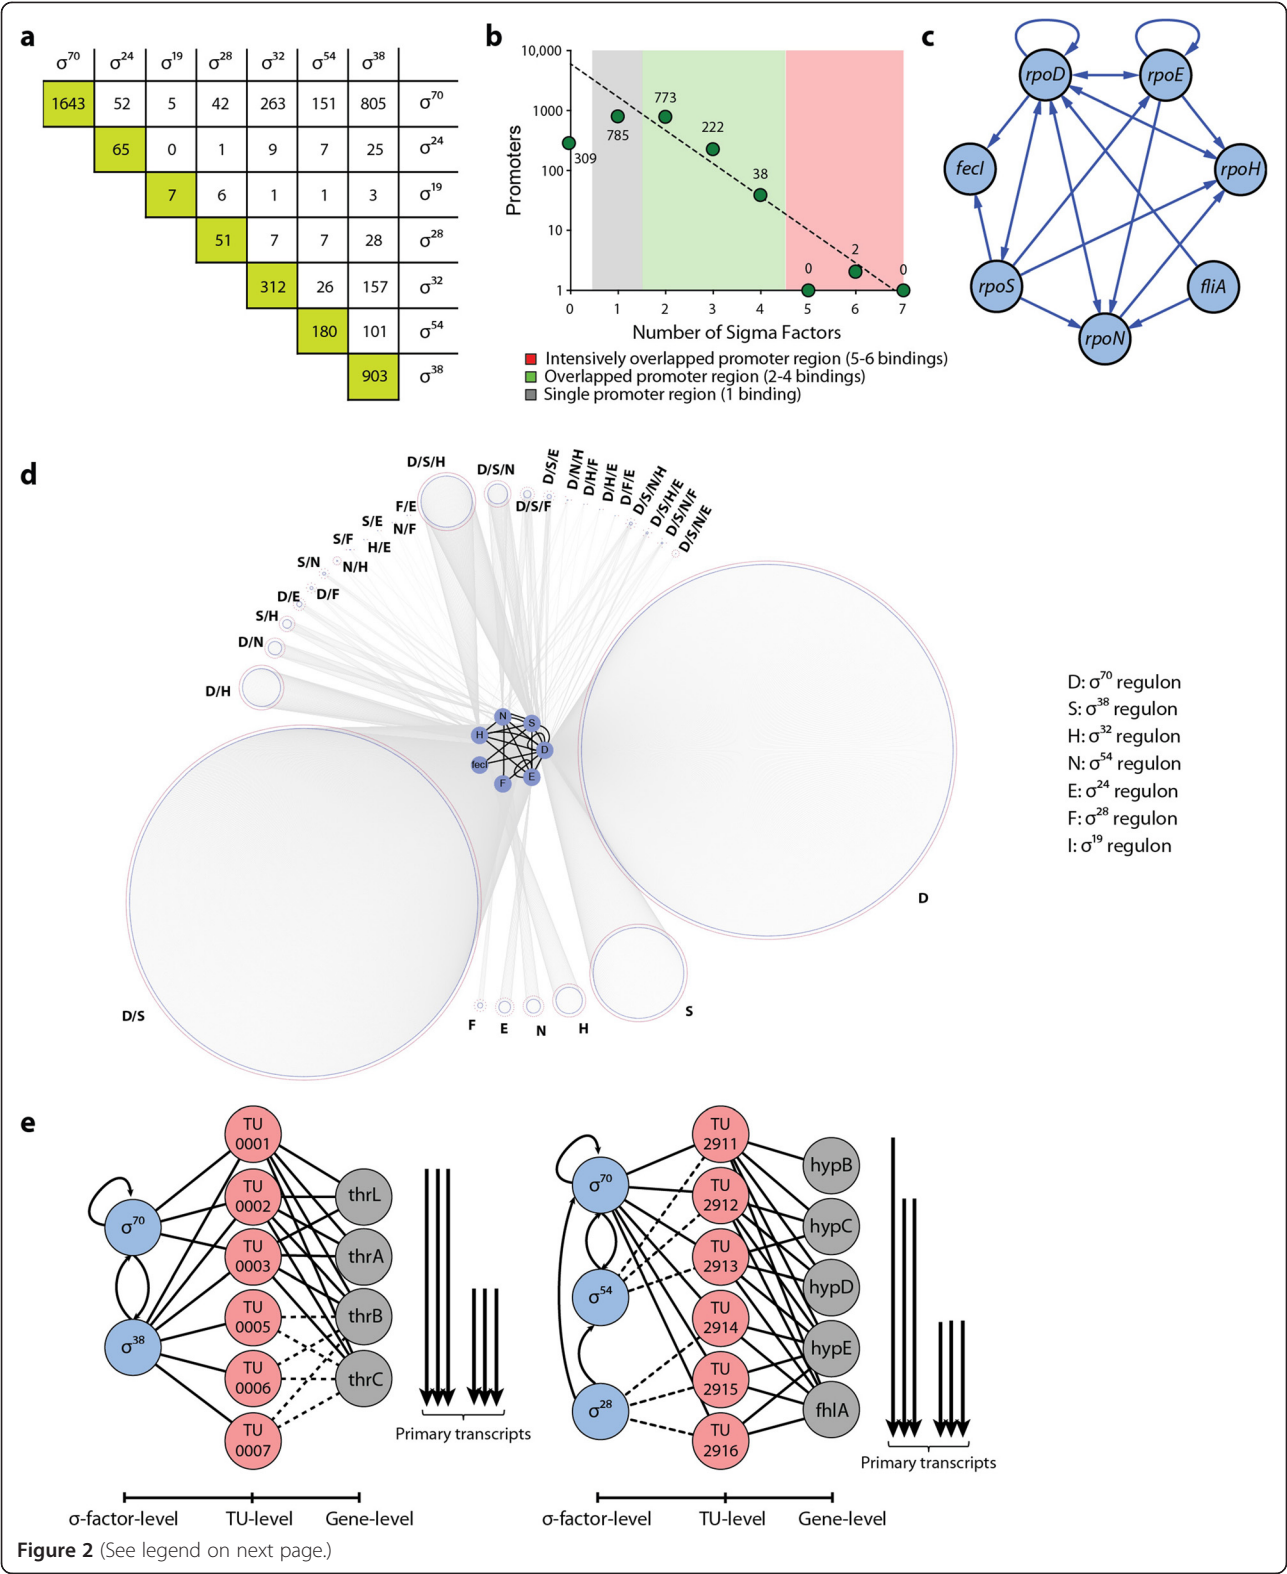 a
σ70 σ24 σ19 σ28 σ32 σ54 σ38
1643 52 5 42 263 151 805 σ70
65 0 1 9 7 25 σ24
7 6 1 1 3 σ19
51 7 7 28 σ28
312 26 157 σ32
180 101 σ54
903 σ38
b
Promoters
10,000
1000
100
10
1
309
785
773
222
38
0
2
0
0 1 2 3 4 5 6 7
Number of Sigma Factors
Intensively overlapped promoter region (5-6 bindings)
Overlapped promoter region (2-4 bindings)
Single promoter region (1 binding)
c
rpoD
rpoE
fecI
rpoH
rpoS
fliA
rpoN
d
D/S/H
D/S/N
D/S/F
D/S/E
D/N/H
D/H/F
D/H/E
D/F/E
D/S/N/H
D/S/H/E
D/S/N/F
D/S/N/E
F/E
N/F
S/E
H/E
S/F
N/H
S/N
D/F
D/E
S/H
D/N
D/H
N
S
H
D
fecI
E
F
D
D/S
F
E
N
H
S
D: σ70 regulon
S: σ38 regulon
H: σ32 regulon
N: σ54 regulon
E: σ24 regulon
F: σ28 regulon
I: σ19 regulon
e
σ70
σ38
TU
0001
TU
0002
TU
0003
TU
0005
TU
0006
TU
0007
thrL
thrA
thrB
thrC
Primary transcripts
σ-factor-level TU-level Gene-level
σ70
σ54
σ28
TU
2911
TU
2912
TU
2913
TU
2914
TU
2915
TU
2916
hypB
hypC
hypD
hypE
fhlA
Primary transcripts
σ-factor-level TU-level Gene-level
Figure 2 (See legend on next page.)